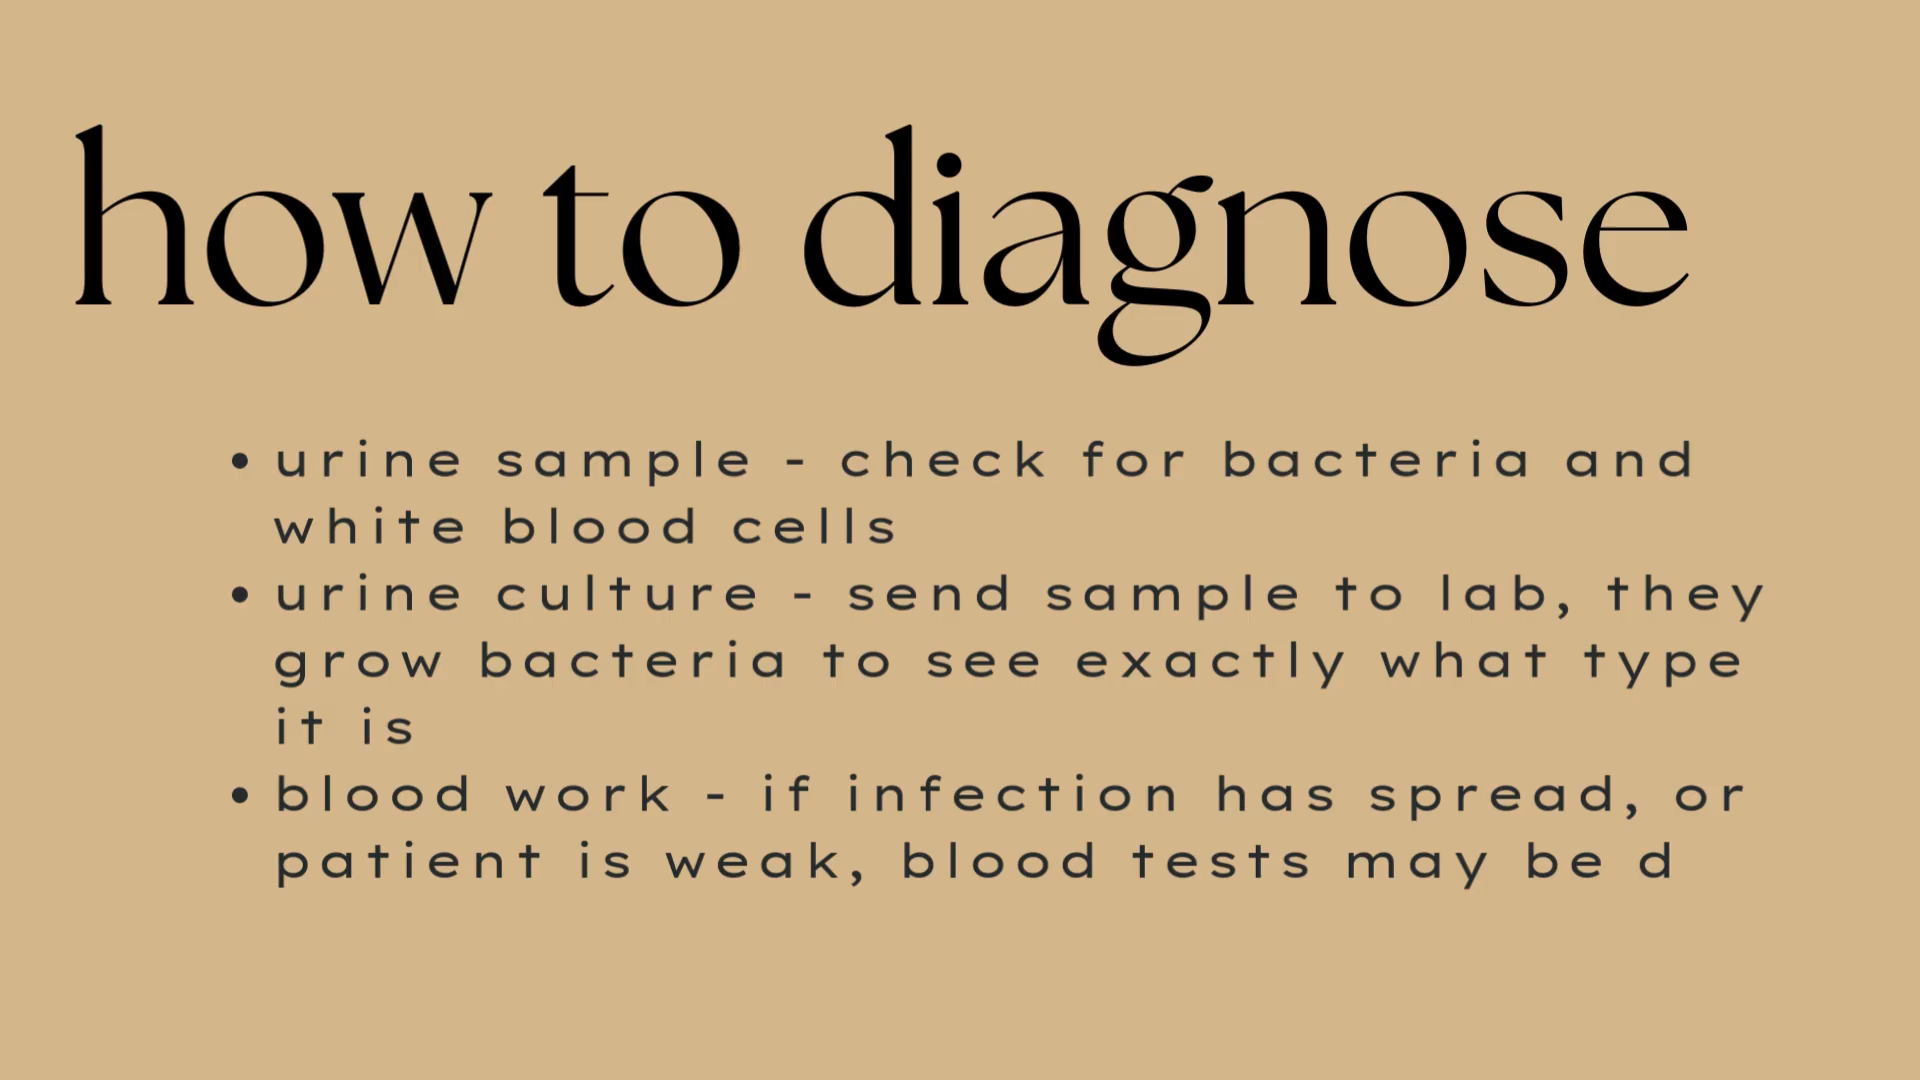 how to diagnose
• urine sample - check for bacteria and
white blood cells
• urine culture - send sample to lab, they
grow bacteria to see exactly what type
it is
• blood work - if infection has spread, or
patient is weak, blood tests may be d